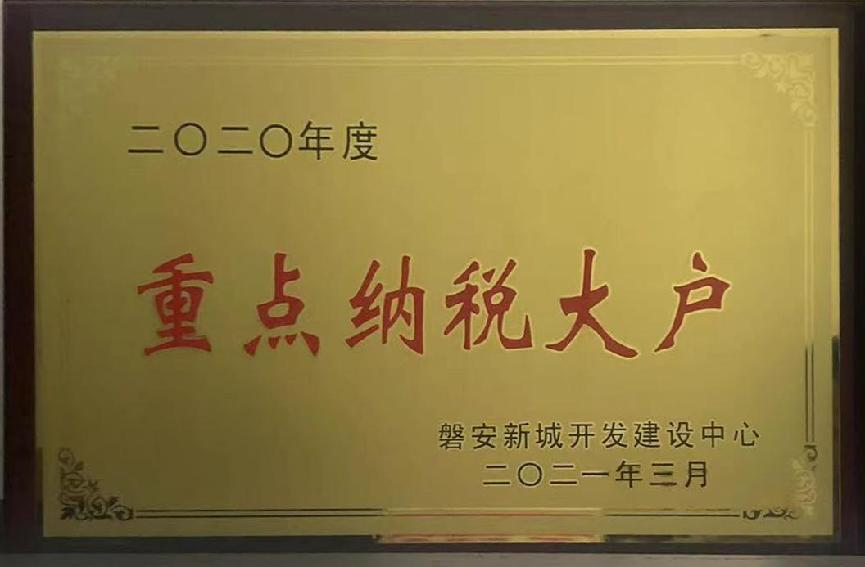 二〇二〇年度
重点纳税大户
磐安新城开发建设中心
二〇二一年三月